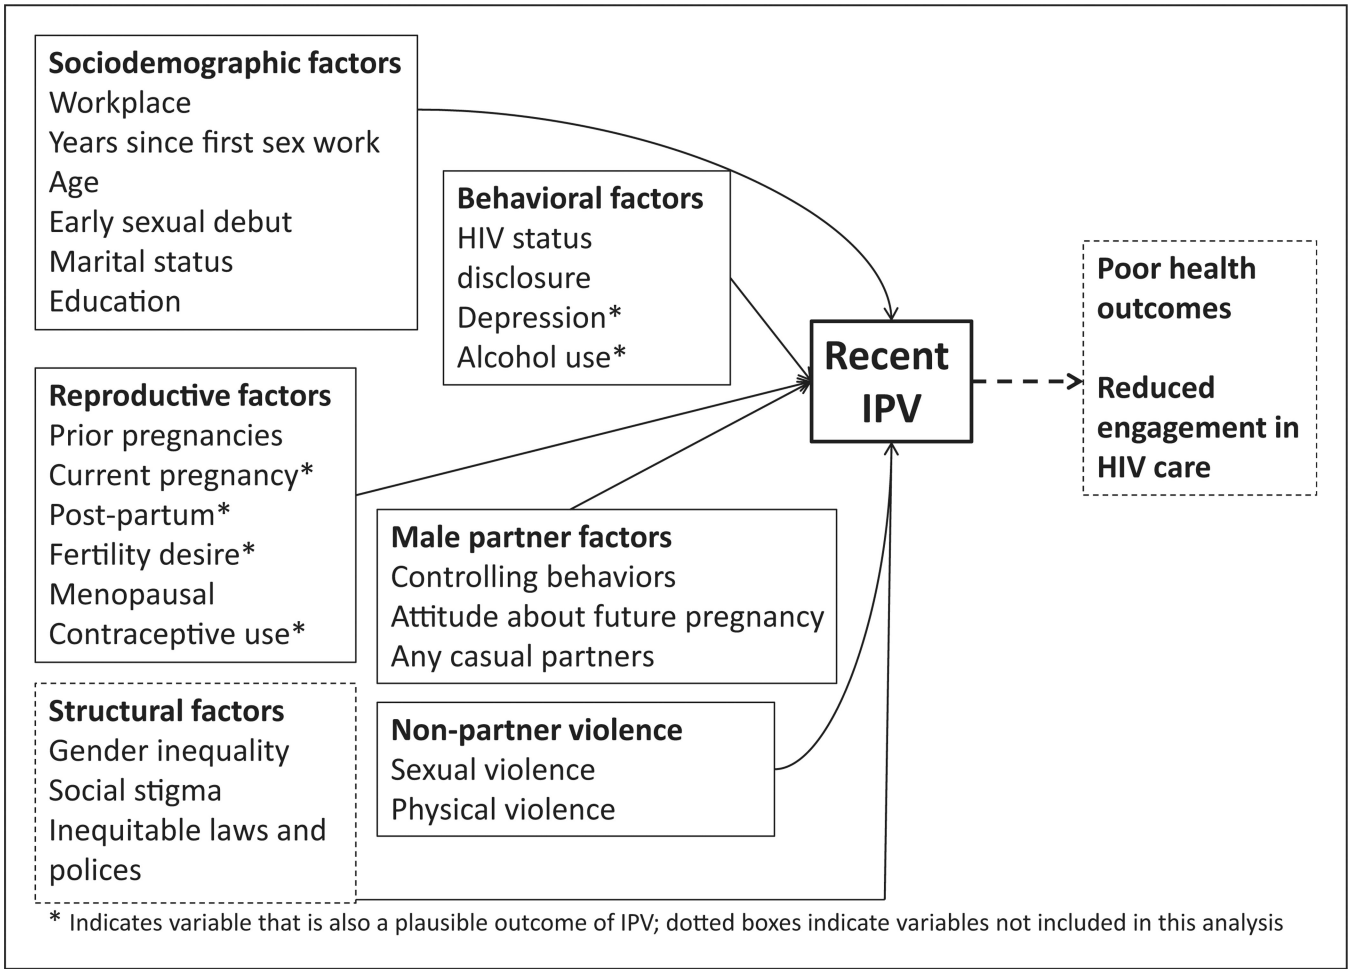 Sociodemographic factors
Workplace
Years since first sex work
Age
Early sexual debut
Marital status
Education
Behavioral factors
HIV status
disclosure
Depression*
Alcohol use*
Reproductive factors
Prior pregnancies
Current pregnancy*
Post-partum*
Fertility desire*
Menopausal
Contraceptive use*
Male partner factors
Controlling behaviors
Attitude about future pregnancy
Any casual partners
Structural factors
Gender inequality
Social stigma
Inequitable laws and
polices
Non-partner violence
Sexual violence
Physical violence
Recent
IPV
Poor health
outcomes
Reduced
engagement in
HIV care
* Indicates variable that is also a plausible outcome of IPV; dotted boxes indicate variables not included in this analysis